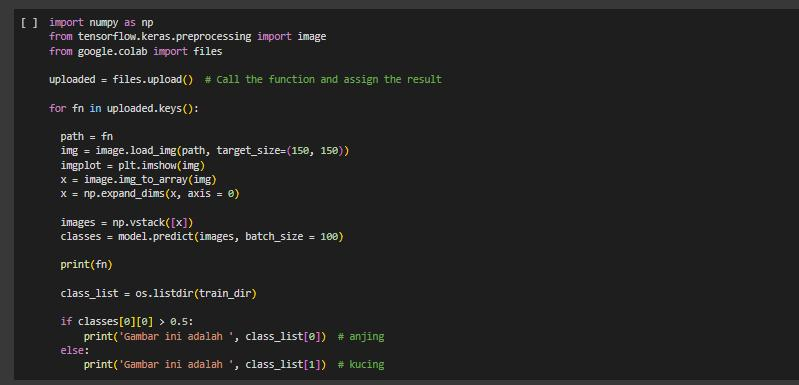 [ ] import numpy as np
from tensorflow.keras.preprocessing import image
from google.colab import files
uploaded = files.upload()  # Call the function and assign the result
for fn in uploaded.keys():
path = fn
img = image.load_img(path, target_size=(150, 150))
imgplot = plt.imshow(img)
x = image.img_to_array(img)
x = np.expand_dims(x, axis = 0)
images = np.vstack([x])
classes = model.predict(images, batch_size = 100)
print(fn)
class_list = os.listdir(train_dir)
if classes[0][0] > 0.5:
print('Gambar ini adalah ', class_list[0])  # anjing
else:
print('Gambar ini adalah ', class_list[1])  # kucing